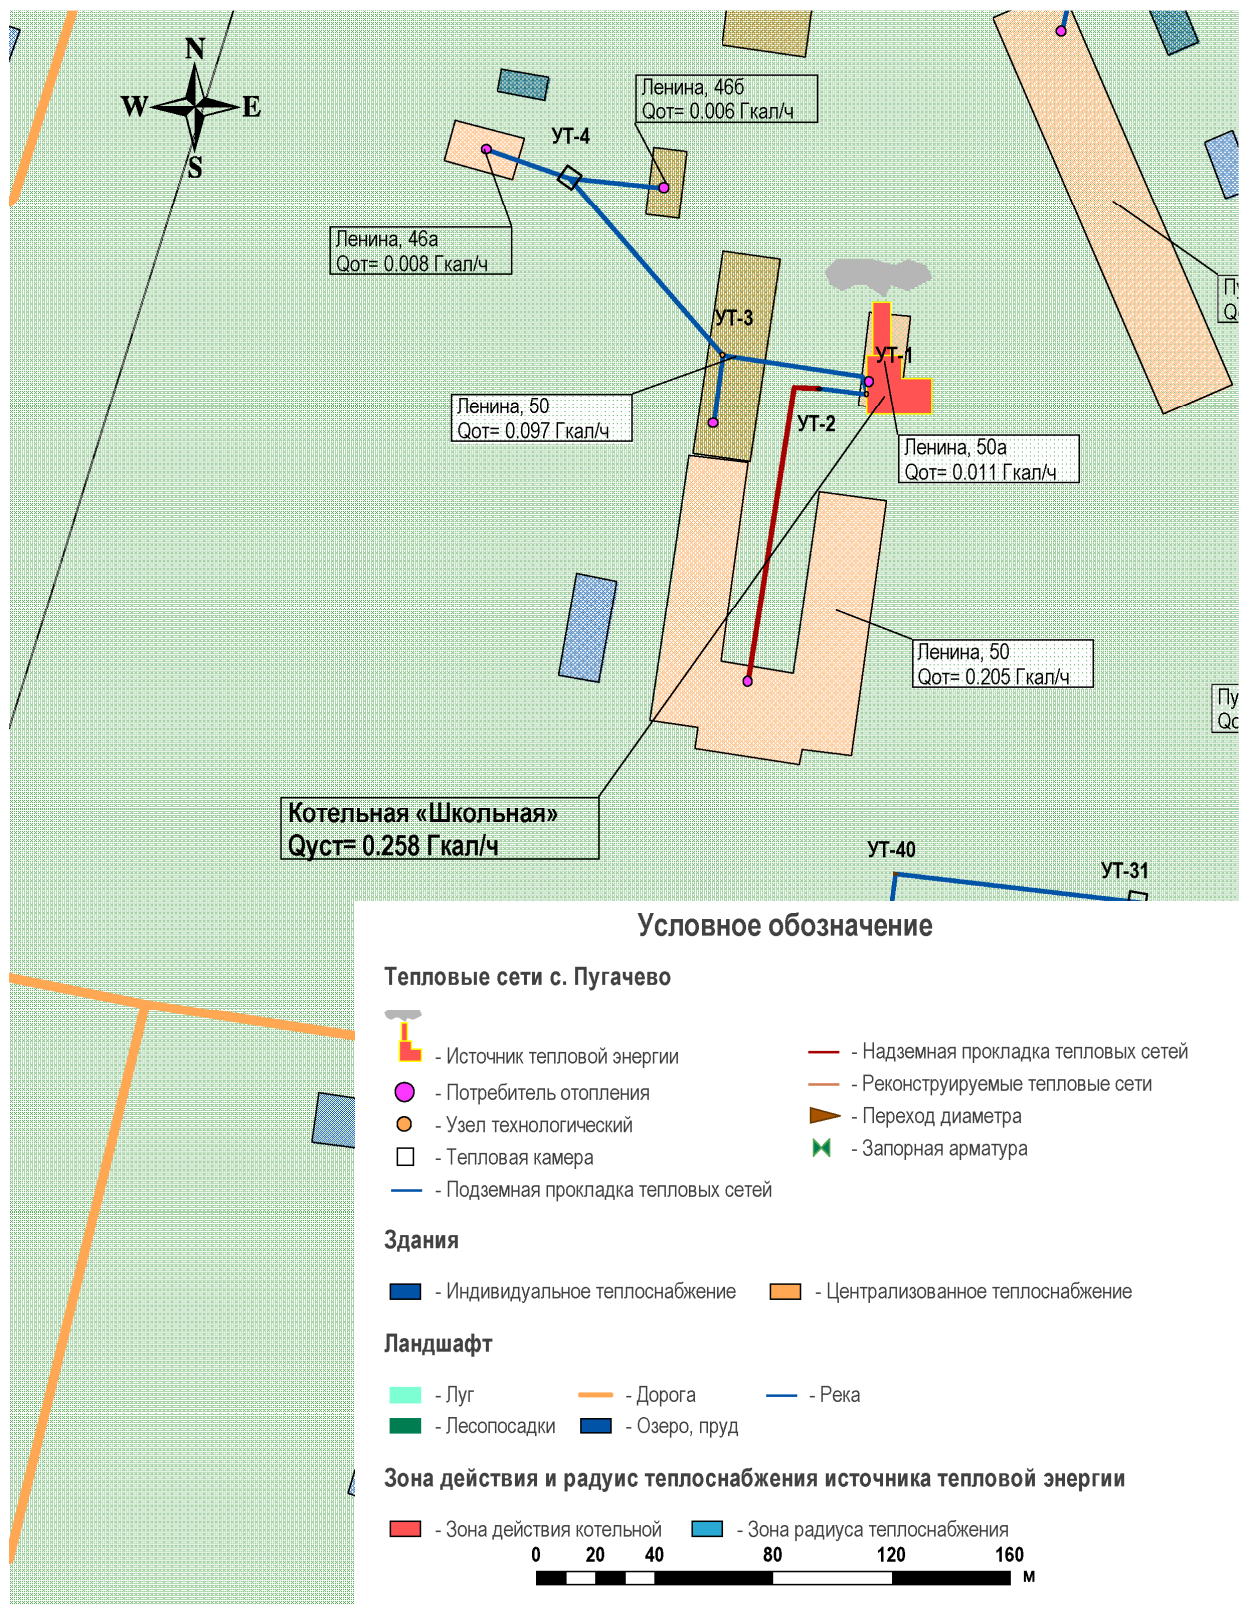 N
W E
S
УТ-4
Ленина, 46б
Qот= 0.006 Гкал/ч
Ленина, 46а
Qот= 0.008 Гкал/ч
УТ-3
УТ-1
Ленина, 50
Qот= 0.097 Гкал/ч
УТ-2
Ленина, 50а
Qот= 0.011 Гкал/ч
Ленина, 50
Qот= 0.205 Гкал/ч
Котельная «Школьная»
Qуст= 0.258 Гкал/ч
УТ-40
УТ-31
Условное обозначение
Тепловые сети с. Пугачево
- Источник тепловой энергии
- Потребитель отопления
- Узел технологический
- Тепловая камера
- Подземная прокладка тепловых сетей
- Надземная прокладка тепловых сетей
- Реконструируемые тепловые сети
- Переход диаметра
- Запорная арматура
Здания
- Индивидуальное теплоснабжение
- Централизованное теплоснабжение
Ландшафт
- Луг
- Дорога
- Река
- Лесопосадки
- Озеро, пруд
Зона действия и радуис теплоснабжения источника тепловой энергии
- Зона действия котельной
- Зона радиуса теплоснабжения
0 20 40 80 120 160
м